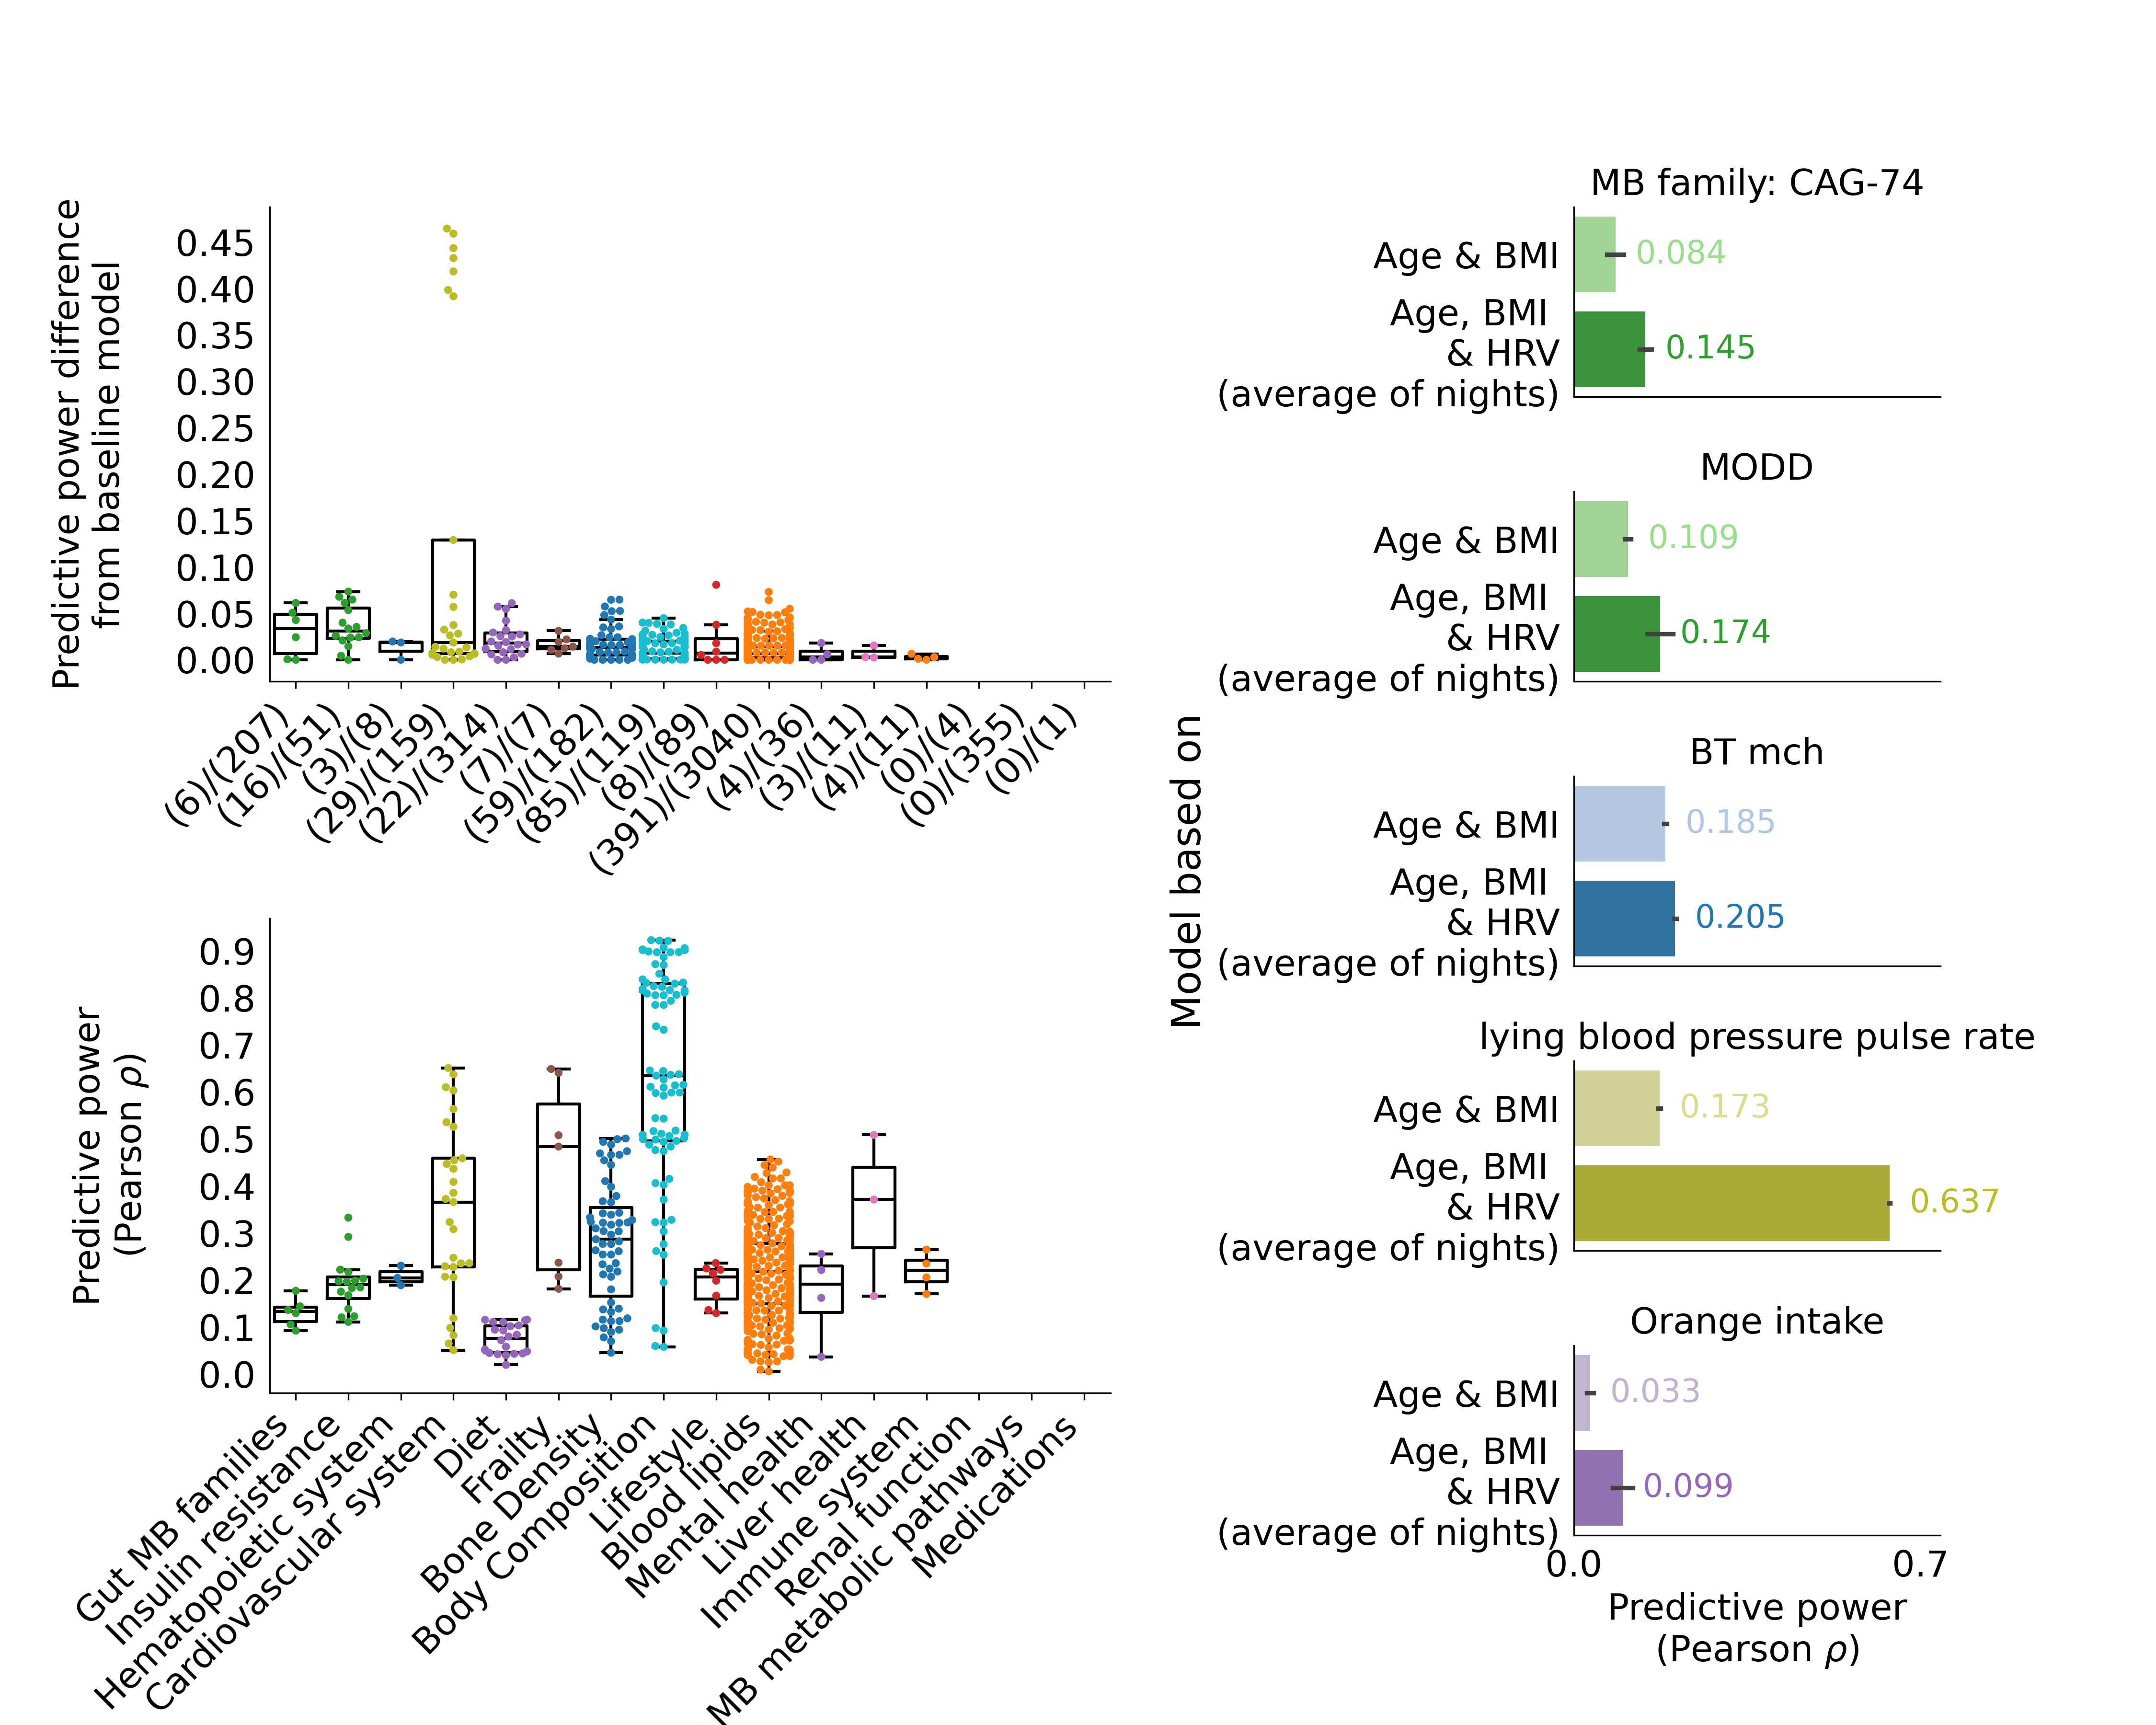 Predictive power difference
from baseline model
0.45
0.40
0.35
0.30
0.25
0.20
0.15
0.10
0.05
0.00
(6)/(207)
(16)/(51)
(3)/(8)
(29)/(159)
(22)/(314)
(7)/(7)
(59)/(182)
(85)/(119)
(8)/(89)
(391)/(3040)
(4)/(36)
(3)/(11)
(4)/(11)
(0)/(4)
(0)/(355)
(0)/(1)
Predictive power
(Pearson ρ)
0.9
0.8
0.7
0.6
0.5
0.4
0.3
0.2
0.1
0.0
Gut MB families
Insulin resistance
Hematopoietic system
Cardiovascular system
Diet
Frailty
Bone Density
Body Composition
Lifestyle
Blood lipids
Mental health
Liver health
Immune system
Renal function
MB metabolic pathways
Medications
Model based on
MB family: CAG-74
Age & BMI
0.084
Age, BMI
& HRV
(average of nights)
0.145
MODD
Age & BMI
0.109
Age, BMI
& HRV
(average of nights)
0.174
BT mch
Age & BMI
0.185
Age, BMI
& HRV
(average of nights)
0.205
lying blood pressure pulse rate
Age & BMI
0.173
Age, BMI
& HRV
(average of nights)
0.637
Orange intake
Age & BMI
0.033
Age, BMI
& HRV
(average of nights)
0.099
0.0 0.7
Predictive power
(Pearson ρ)